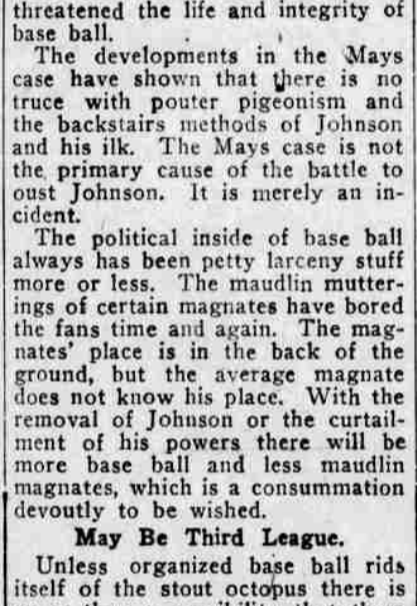 threatened the life and integrity of
base ball.
The developments in the Mays
case have shown that there is no
truce with pouter pigeonism and
the backstairs methods of Johnson
and his ilk. The Mays case is not
the primary cause of the battle to
oust Johnson. It is merely an in-
cident.
The political inside of base ball
always has been petty larceny stuff
more or less. The maudlin mutter-
ings of certain magnates have bored
the fans time and again. The mag-
nates' place is in the back of the
ground, but the average magnate
does not know his place. With the
removal of Johnson or the curtail-
ment of his powers there will be
more base ball and less maudlin
magnates, which is a consummation
devoutly to be wished.
May Be Third League.
Unless organized base ball rids
itself of the stout octopus there is